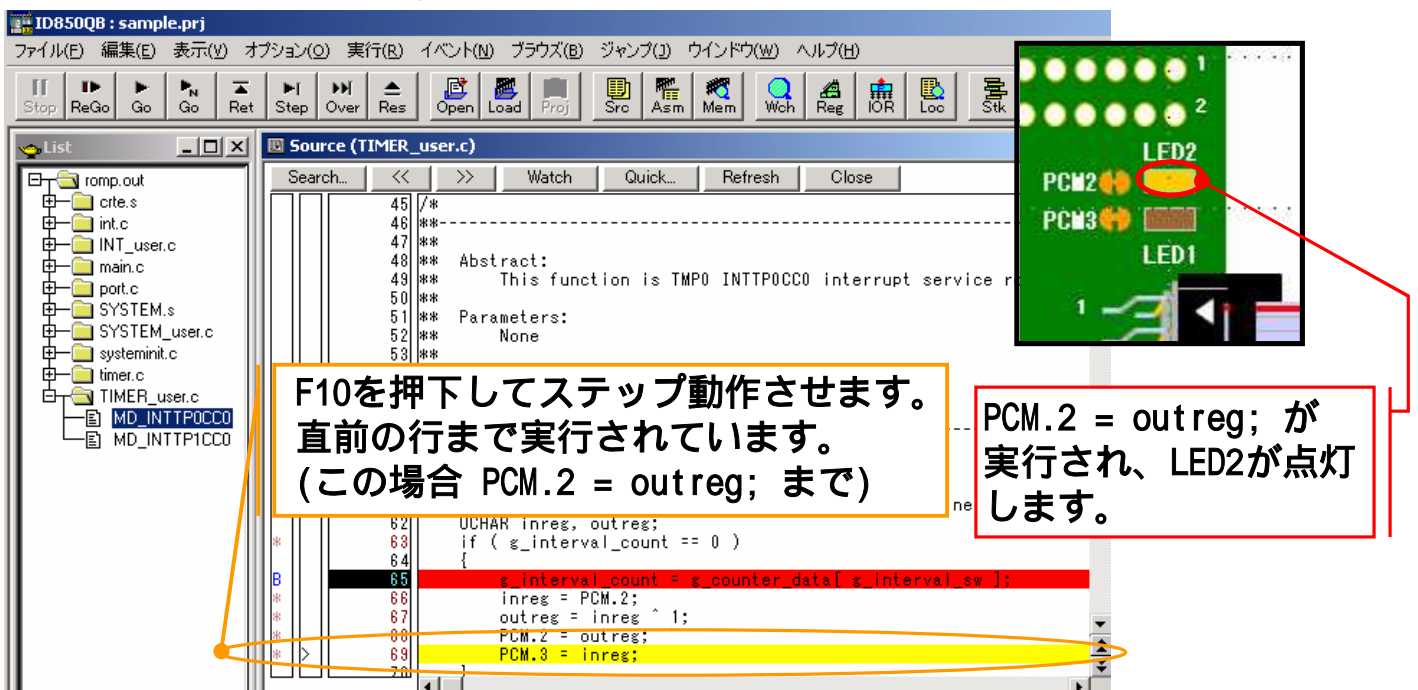 ID850QB : sample.prj
ファイル(F) 編集(E) 表示(V) オプション(O) 実行(R) イベント(N) ブラウズ(B) ジャンプ(J) ウインドウ(W) ヘルプ(H)
Stop ReGo Go Go Ret Step Over Res Open Load Proj Src Asm Mem Wch Reg IOR Loc Stk
List
romp.out
crte.s
int.c
INT_user.c
main.c
port.c
SYSTEM.s
SYSTEM_user.c
systeminit.c
timer.c
TIMER_user.c
MD_INTTP0CC0
MD_INTTP1CC0
Source (TIMER_user.c)
Search... << >> Watch Quick... Refresh Close
45 /*
46 **-----------------------------------------------------------------------
47 **
48 ** Abstract:
49 ** This function is TMP0 INTTP0CC0 interrupt service r
50 **
51 ** Parameters:
52 ** None
53 **
F10を押下してステップ動作させます。
直前の行まで実行されています。
(この場合 PCM.2 = outreg; まで)
ne
62 UCHAR inreg, outreg;
* 63 if ( g_interval_count == 0 )
64 {
B 65 g_interval_count = g_counter_data[ g_interval_sw ];
* 66 inreg = PCM.2;
* 67 outreg = inreg ^ 1;
* 68 PCM.2 = outreg;
* > 69 PCM.3 = inreg;
70 }
1
2
LED2
PCM2
PCM3
LED1
1
PCM.2 = outreg; が
実行され、LED2が点灯
します。